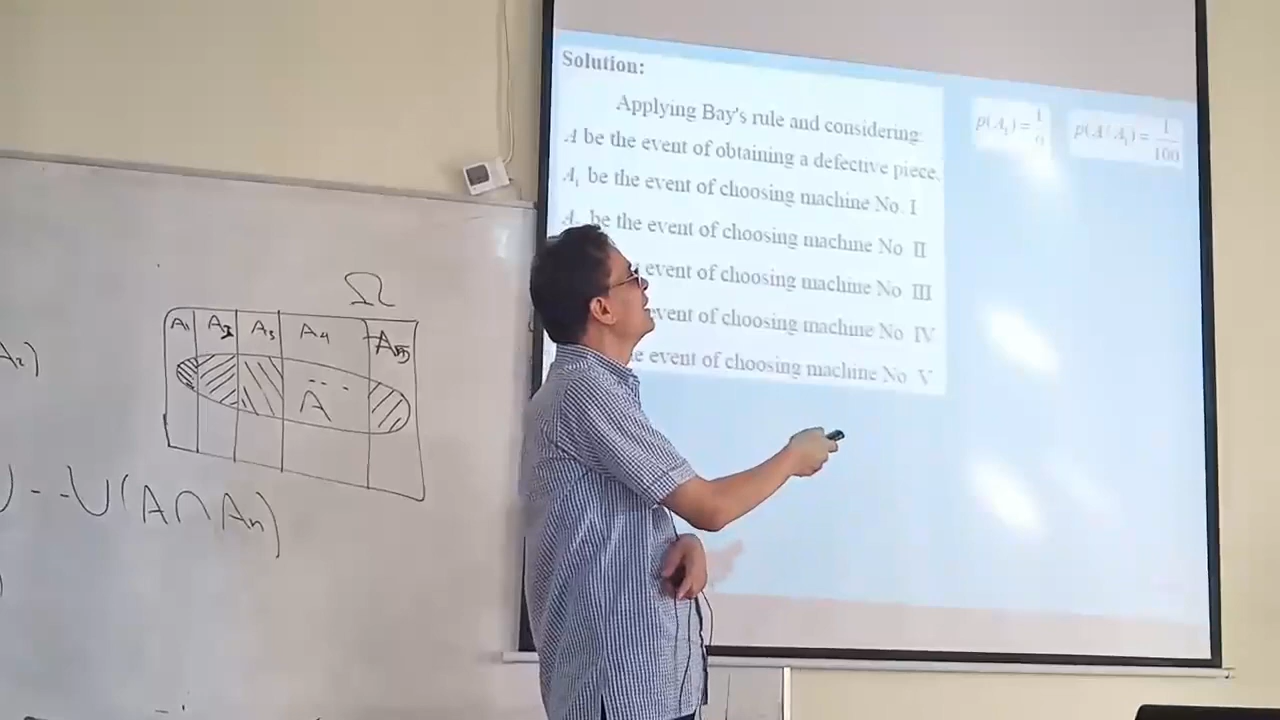 Solution:
Applying Bay's rule and considering:
A be the event of obtaining a defective piece.
A₁ be the event of choosing machine No. I
be the event of choosing machine No II
event of choosing machine No III
event of choosing machine No IV
event of choosing machine No V
p(A₁)=1/
p(A/A₁)=1/100
Ω
A₁ A₂ A₃ A₄
A
A₂)
U--U(A∩Aₙ)